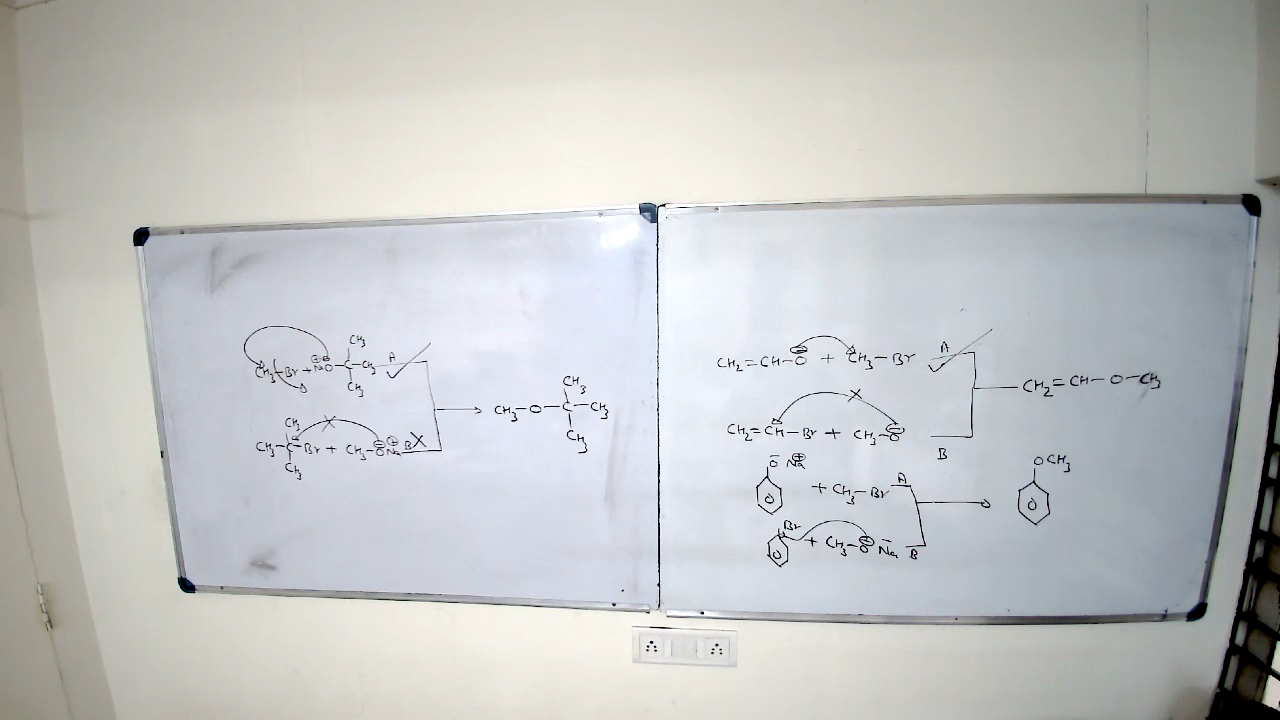 CH₃
CH₃-Br + Na⊕ ⊖O-C-CH₃ A
CH₃
CH₃
CH₃-C-Br + CH₃-O⊖ Na⊕ B
CH₃
CH₃
CH₃-O-C-CH₃
CH₃
CH₂=CH-O⊖ + CH₃-Br A
CH₂=CH-O-CH₃
CH₂=CH-Br + CH₃-O⊖
B
O⁻ Na⊕
+ CH₃-Br A
OCH₃
Br
+ CH₃-O Na B